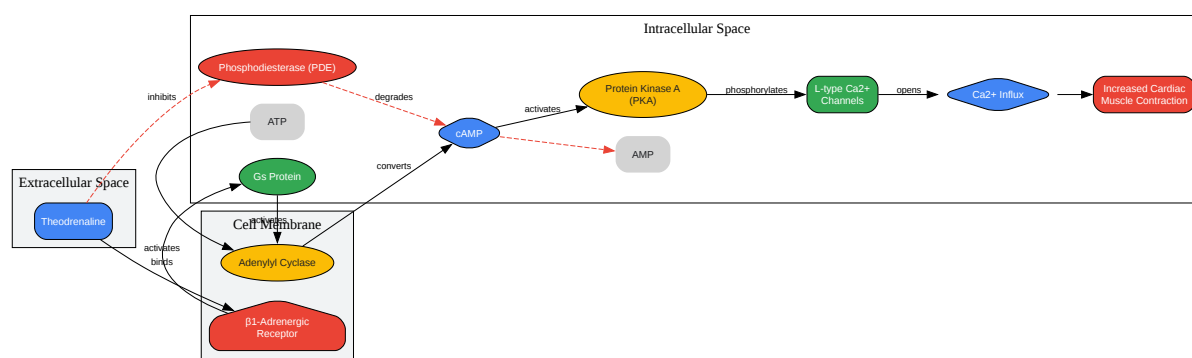 Intracellular Space
Phosphodiesterase (PDE)
inhibits
degrades
ATP
cAMP
activates
Protein Kinase A
(PKA)
phosphorylates
L-type Ca2+
Channels
opens
Ca2+ Influx
Increased Cardiac
Muscle Contraction
AMP
converts
Gs Protein
Extracellular Space
Theodrenaline
activates
Cell Membrane
activates
binds
Adenylyl Cyclase
β1-Adrenergic
Receptor